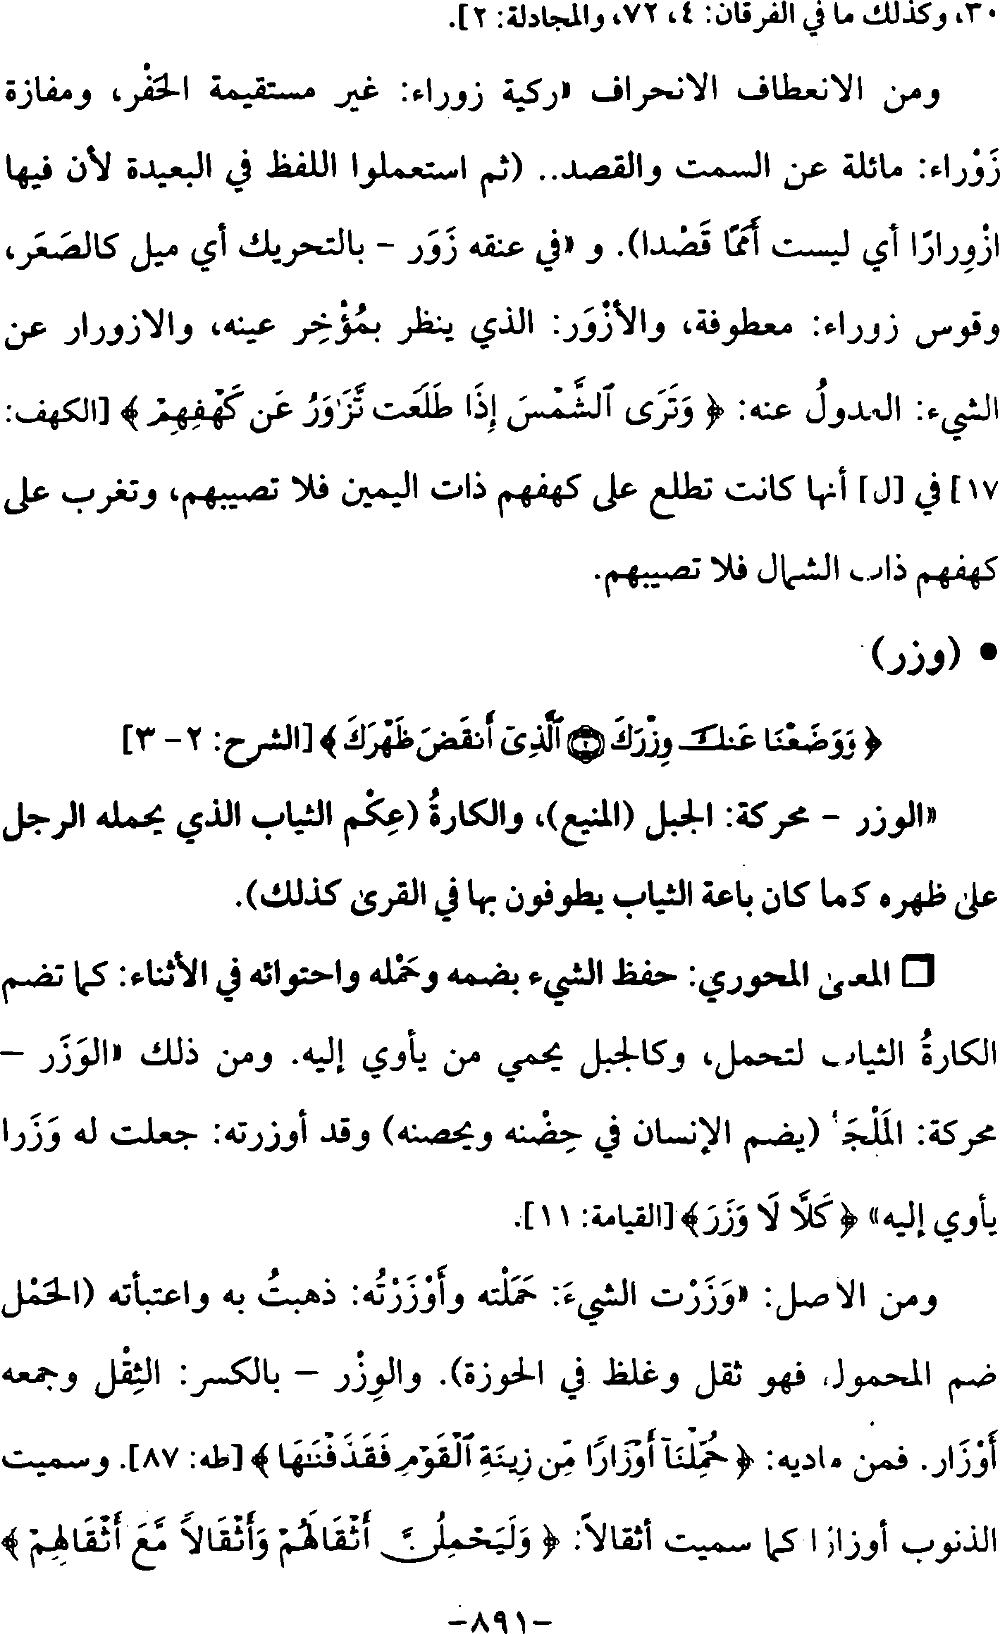 ٣٠، وكذلك ما في الفرقان: ٤، ٧٢، والمجادلة: ٢].
ومن الانعطاف الانحراف «ركية زوراء: غير مستقيمة الحَفْر، ومفازة
زَوْراء: مائلة عن السمت والقصد.. (ثم استعملوا اللفظ في البعيدة لأن فيها
ازْوِرارًا أي ليست أَمَمًا قَصْدا). و «في عنقه زَوَر – بالتحريك أي ميل كالصَعَر،
وقوس زوراء: معطوفة، والأزْوَر: الذي ينظر بمُؤْخِر عينه، والازورار عن
الشيء: العدولُ عنه: ﴿ وَتَرَى ٱلشَّمْسَ إِذَا طَلَعَت تَّزَٰوَرُ عَن كَهْفِهِمْ ﴾ [الكهف:
١٧] في [ل] أنها كانت تطلع على كهفهم ذات اليمين فلا تصيبهم، وتغرب على
كهفهم ذات الشمال فلا تصيبهم.
• (وزر)
﴿ وَوَضَعْنَا عَنكَ وِزْرَكَ ۝٢ ٱلَّذِىٓ أَنقَضَ ظَهْرَكَ ﴾ [الشرح: ٢ – ٣]
«الوزر – محركة: الجبل (المنيع)، والكارةُ (عِكْم الثياب الذي يحمله الرجل
على ظهره كما كان باعة الثياب يطوفون بها في القرى كذلك).
❒ المعنى المحوري: حفظ الشيء بضمه وحَمْله واحتوائه في الأثناء: كما تضم
الكارةُ الثياب لتحمل، وكالجبل يحمي من يأوي إليه. ومن ذلك «الوَزَر –
محركة: المَلْجَأ (يضم الإنسان في حِضْنه ويحصنه) وقد أوزرته: جعلت له وَزَرا
يأوي إليه» ﴿ كَلَّا لَا وَزَرَ ﴾ [القيامة: ١١].
ومن الأصل: «وَزَرْت الشيءَ: حَمَلْته وأَوْزَرْتُه: ذهبتُ به واعتبأته (الحَمْل
ضم المحمول، فهو ثقل وغلظ في الحوزة). والوِزْر – بالكسر: الثِقْل وجمعه
أَوْزَار. فمن ماديه: ﴿ حُمِّلْنَآ أَوْزَارًا مِّن زِينَةِ ٱلْقَوْمِ فَقَذَفْنَٰهَا ﴾ [طه: ٨٧]. وسميت
الذنوب أوزارًا كما سميت أثقالاً: ﴿ وَلَيَحْمِلُنَّ أَثْقَالَهُمْ وَأَثْقَالاً مَّعَ أَثْقَالِهِمْ ﴾
–٨٩١–